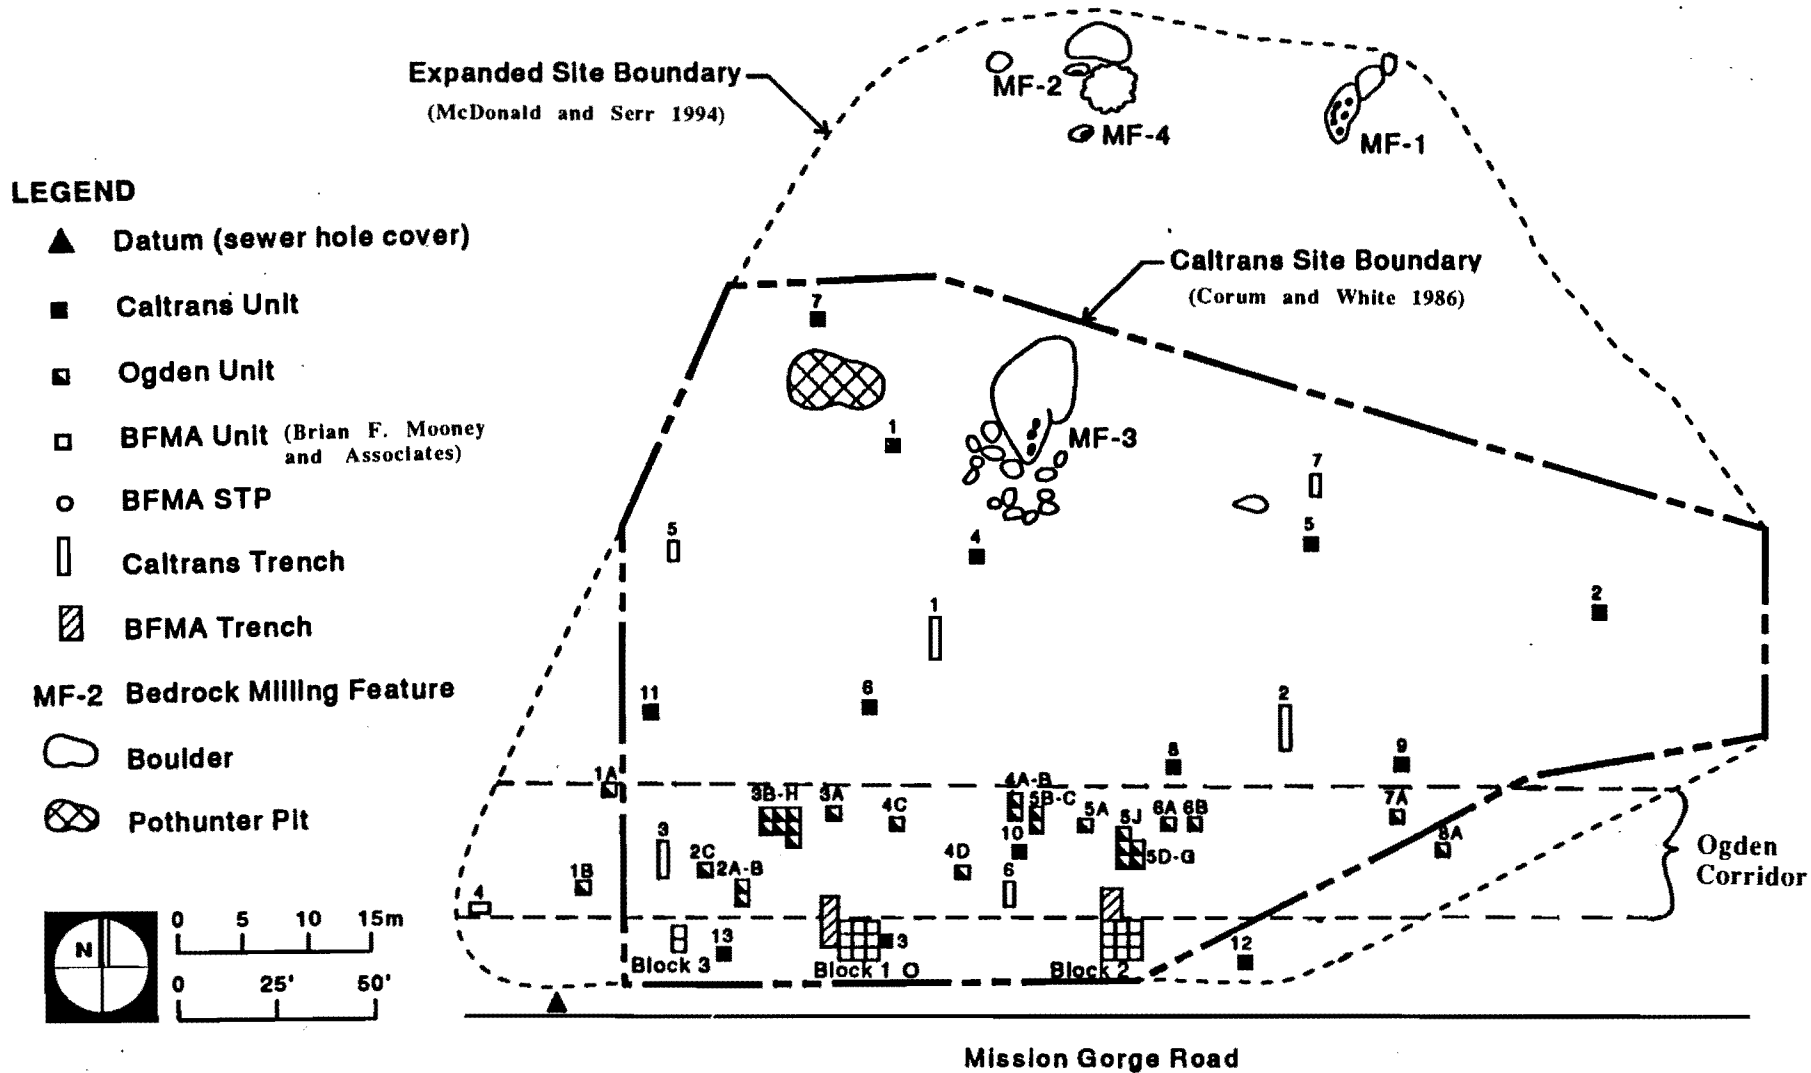 Expanded Site Boundary
(McDonald and Serr 1994)
MF-2
MF-4
MF-1
LEGEND
Datum (sewer hole cover)
Caltrans Unit
Ogden Unit
BFMA Unit (Brian F. Mooney
and Associates)
BFMA STP
Caltrans Trench
BFMA Trench
MF-2 Bedrock Milling Feature
Boulder
Pothunter Pit
N
0 5 10 15m
0 25' 50'
Caltrans Site Boundary
(Corum and White 1986)
7
1
MF-3
7
5
4
5
1
2
11
6
2
8
9
1A
3B-H
3A
4C
4A-B
5B-C
5A
6A
6B
7A
8A
10
5J
5D-G
3
2C
2A-B
1B
4D
6
4
Ogden
Corridor
13
3
12
Block 3
Block 1
Block 2
Mission Gorge Road